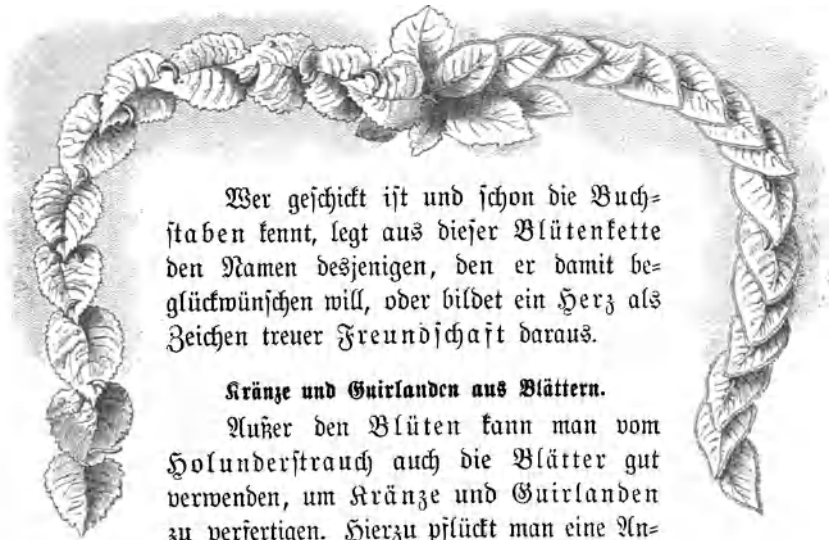 Wer geschickt ist und schon die Buch-
staben kennt, legt aus dieser Blütenkette
den Namen desjenigen, den er damit be-
glückwünschen will, oder bildet ein Herz als
Zeichen treuer Freundschaft daraus.
Kränze und Guirlanden aus Blättern.
Außer den Blüten kann man vom
Holunderstrauch auch die Blätter gut
verwenden, um Kränze und Guirlanden
zu verfertigen. Hierzu pflückt man eine An-